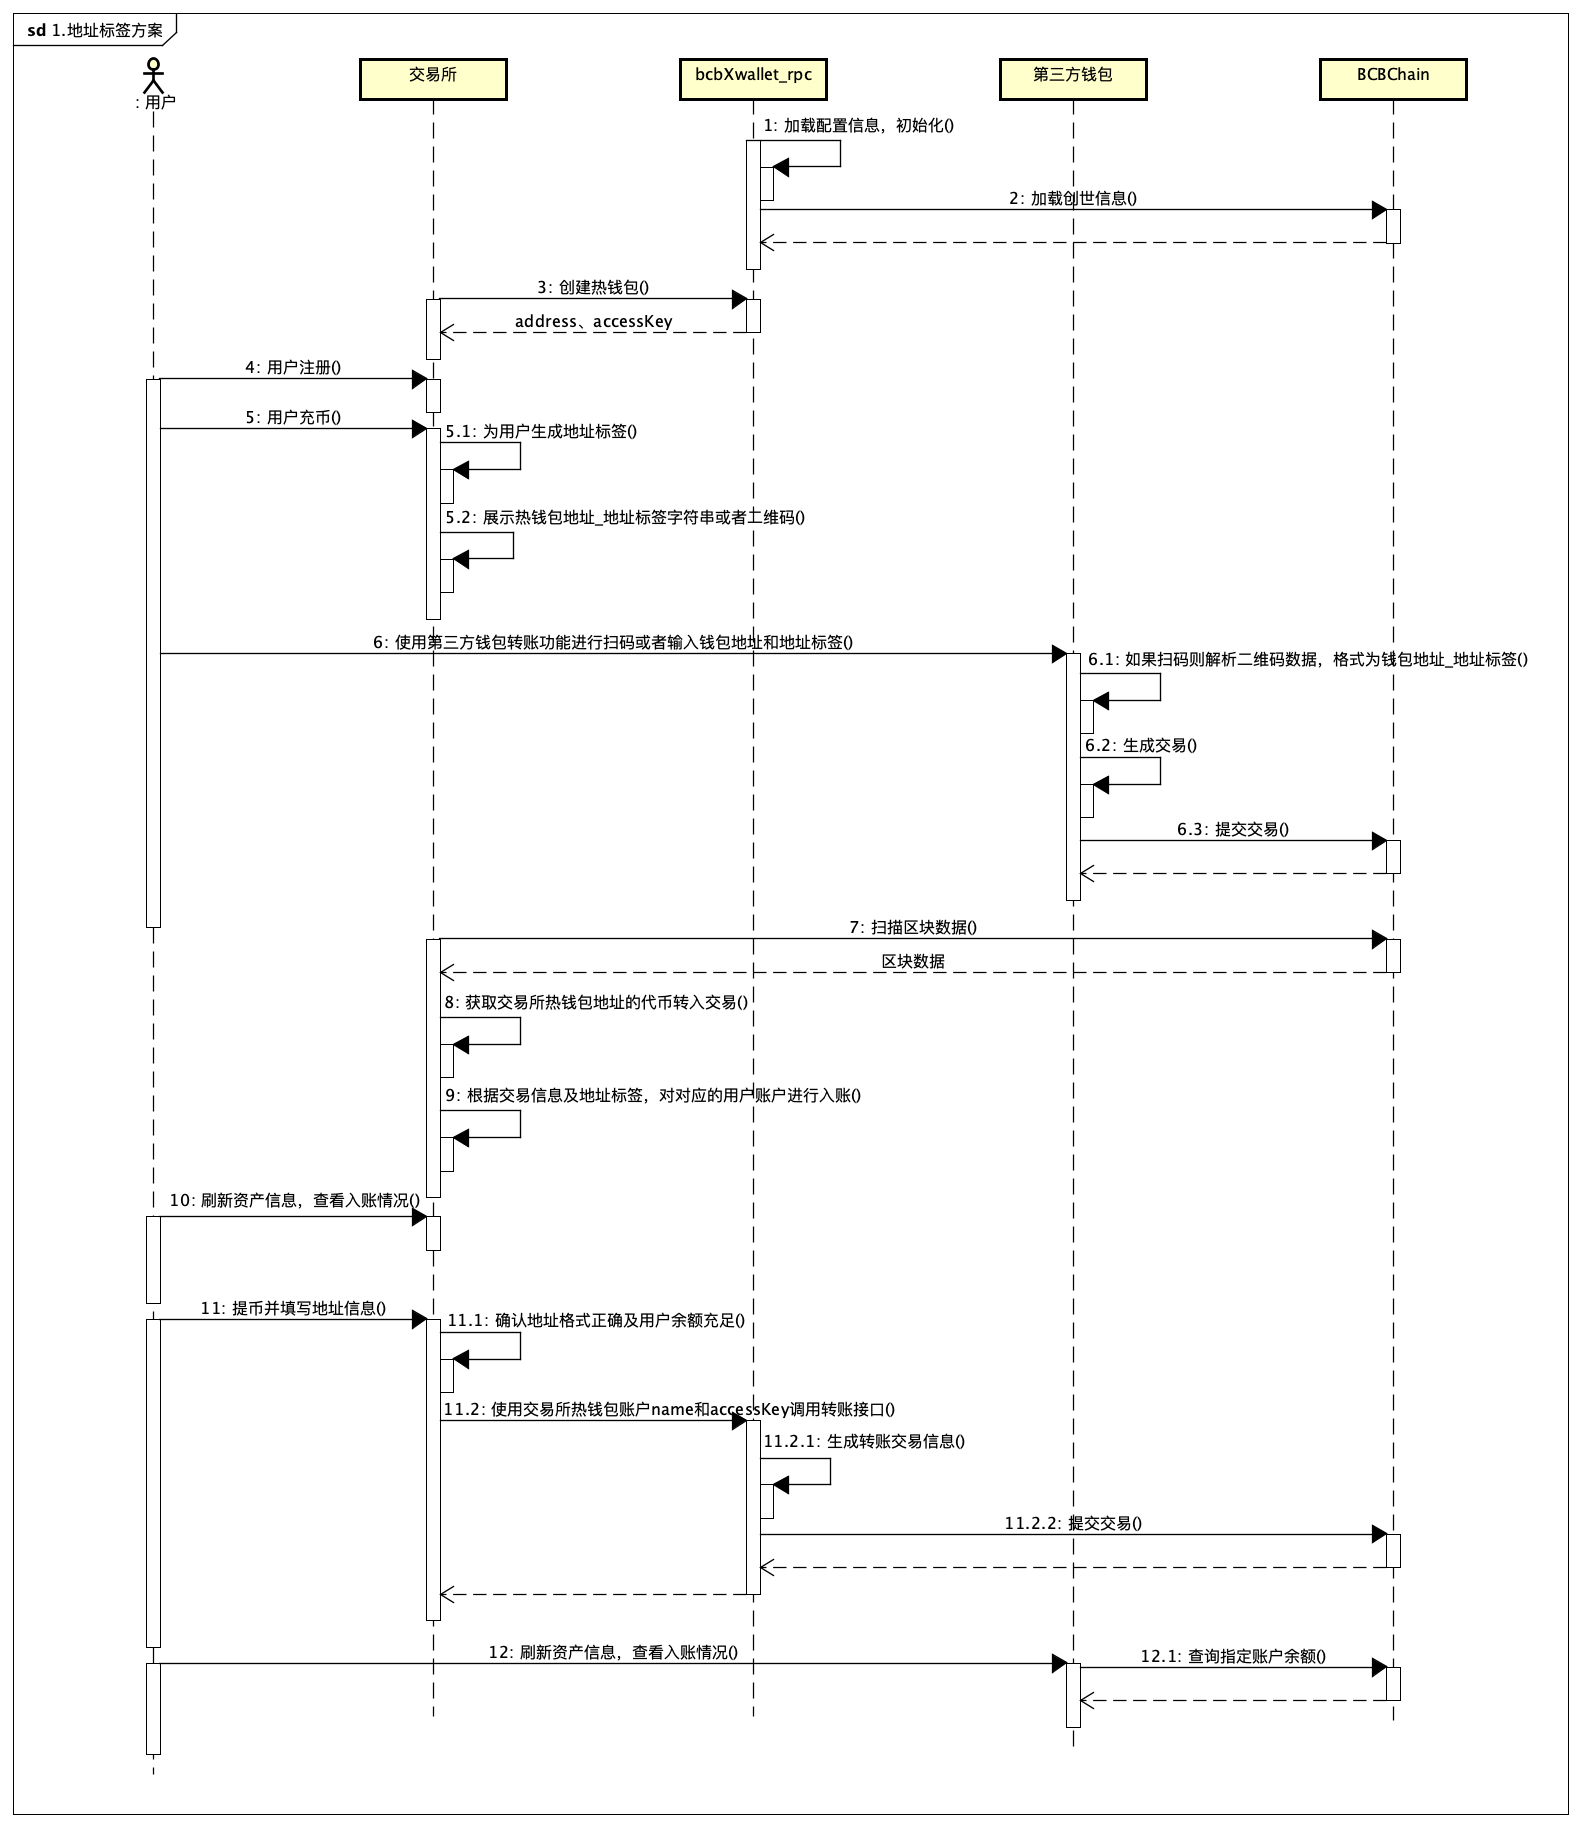 sd 1.地址标签方案
: 用户
交易所
bcbXwallet_rpc
第三方钱包
BCBChain
1: 加载配置信息，初始化()
2: 加载创世信息()
3: 创建热钱包()
address、accessKey
4: 用户注册()
5: 用户充币()
5.1: 为用户生成地址标签()
5.2: 展示热钱包地址_地址标签字符串或者二维码()
6: 使用第三方钱包转账功能进行扫码或者输入钱包地址和地址标签()
6.1: 如果扫码则解析二维码数据，格式为钱包地址_地址标签()
6.2: 生成交易()
6.3: 提交交易()
7: 扫描区块数据()
区块数据
8: 获取交易所热钱包地址的代币转入交易()
9: 根据交易信息及地址标签，对对应的用户账户进行入账()
10: 刷新资产信息，查看入账情况()
11: 提币并填写地址信息()
11.1: 确认地址格式正确及用户余额充足()
11.2: 使用交易所热钱包账户name和accessKey调用转账接口()
11.2.1: 生成转账交易信息()
11.2.2: 提交交易()
12: 刷新资产信息，查看入账情况()
12.1: 查询指定账户余额()